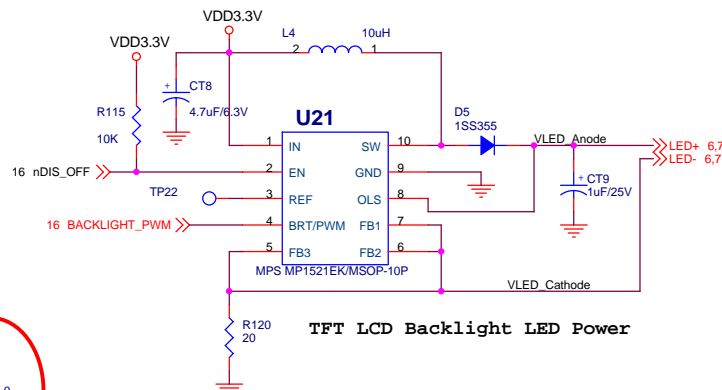 VDD3.3V
L4 10uH
VDD3.3V
2 1
+ CT8
4.7uF/6.3V
R115
10K
U21
D5
1SS355
1 IN SW 10
VLED_Anode
LED+ 6,7
LED- 6,7
16 nDIS_OFF
2 EN GND 9
+ CT9
1uF/25V
TP22
3 REF OLS 8
16 BACKLIGHT_PWM
4 BRT/PWM FB1 7
5 FB3 FB2 6
MPS MP1521EK/MSOP-10P
VLED_Cathode
R120
20
TFT LCD Backlight LED Power